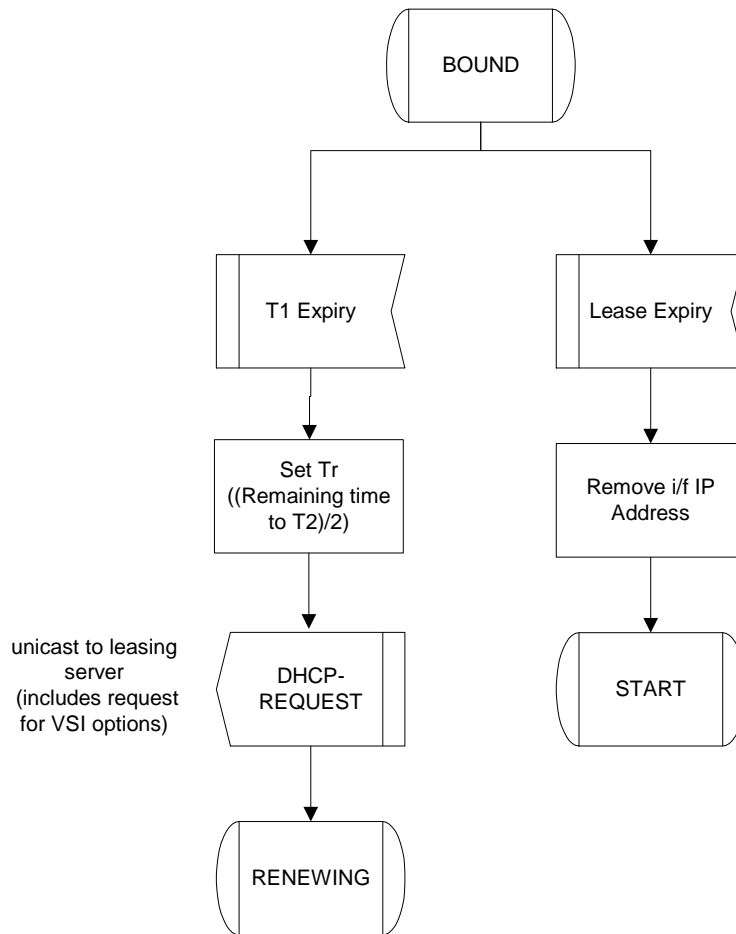 BOUND
T1 Expiry
Lease Expiry
Set Tr
((Remaining time
to T2)/2)
Remove i/f IP
Address
unicast to leasing
server
(includes request
for VSI options)
DHCP-
REQUEST
START
RENEWING